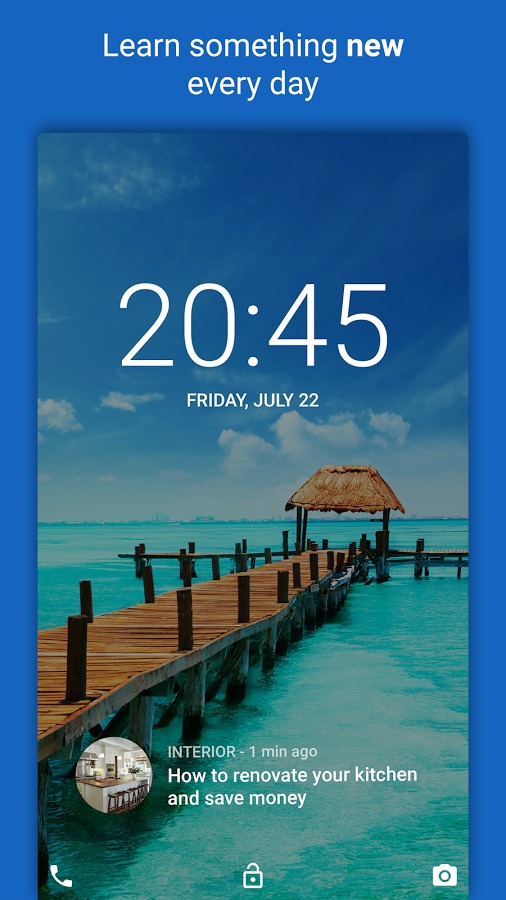 Learn something new
every day
20:45
FRIDAY, JULY 22
INTERIOR - 1 min ago
How to renovate your kitchen
and save money